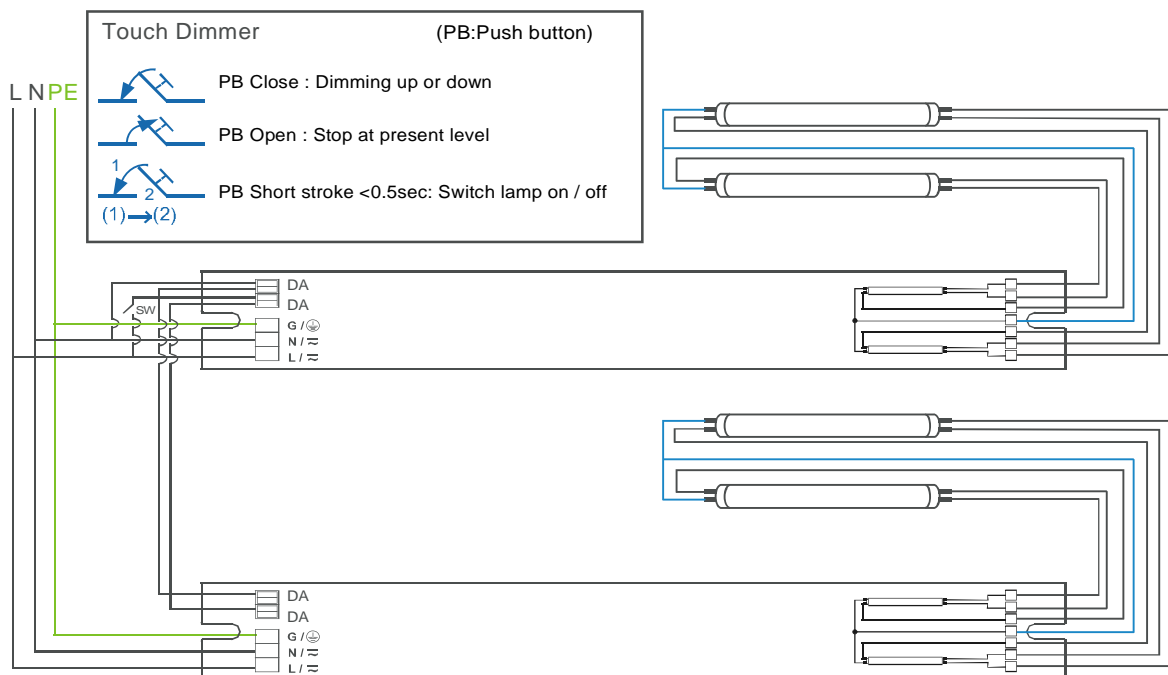 Touch Dimmer (PB:Push button)
PB Close : Dimming up or down
L N PE
PB Open : Stop at present level
1
2
PB Short stroke <0.5sec: Switch lamp on / off
(1) → (2)
DA
DA
SW
G /
N /
L /
DA
DA
G /
N /
L /